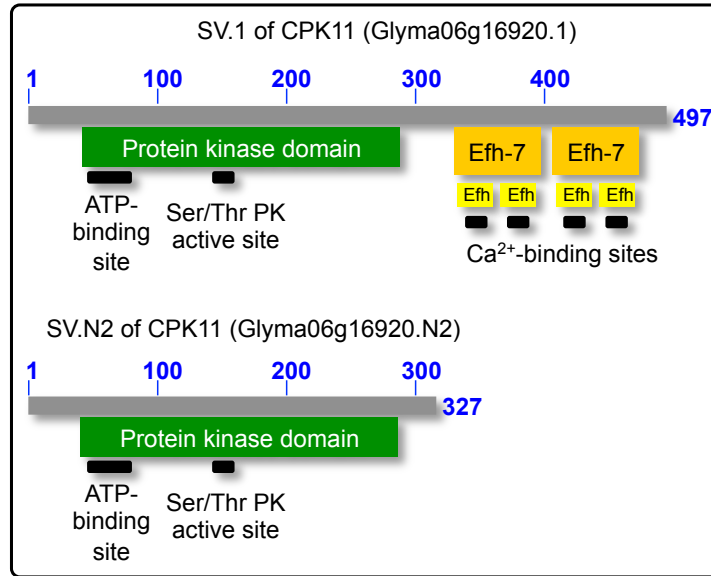 SV.1 of CPK11 (Glyma06g16920.1)
1 100 200 300 400
497
Protein kinase domain Efh-7 Efh-7
Efh Efh Efh Efh
ATP-
binding
site
Ser/Thr PK
active site
Ca²⁺-binding sites
SV.N2 of CPK11 (Glyma06g16920.N2)
1 100 200 300
327
Protein kinase domain
ATP-
binding
site
Ser/Thr PK
active site